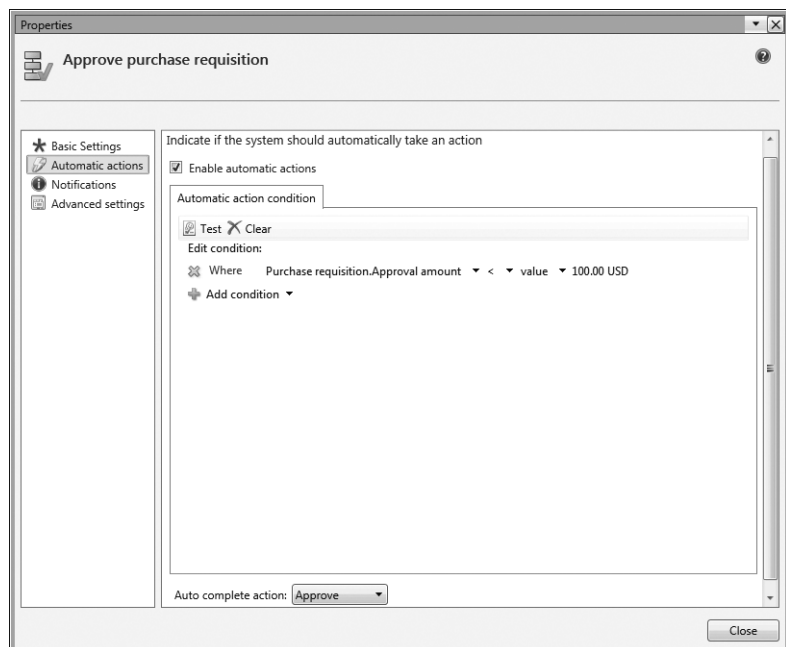 Properties
Approve purchase requisition
Basic Settings
Automatic actions
Notifications
Advanced settings
Indicate if the system should automatically take an action
Enable automatic actions
Automatic action condition
Test Clear
Edit condition:
Where Purchase requisition.Approval amount < value 100.00 USD
Add condition
Auto complete action: Approve
Close